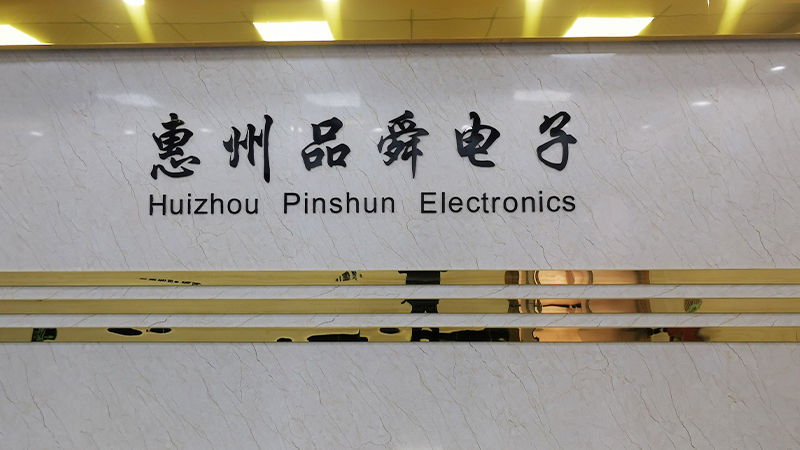 惠州品舜电子
Huizhou Pinshun Electronics